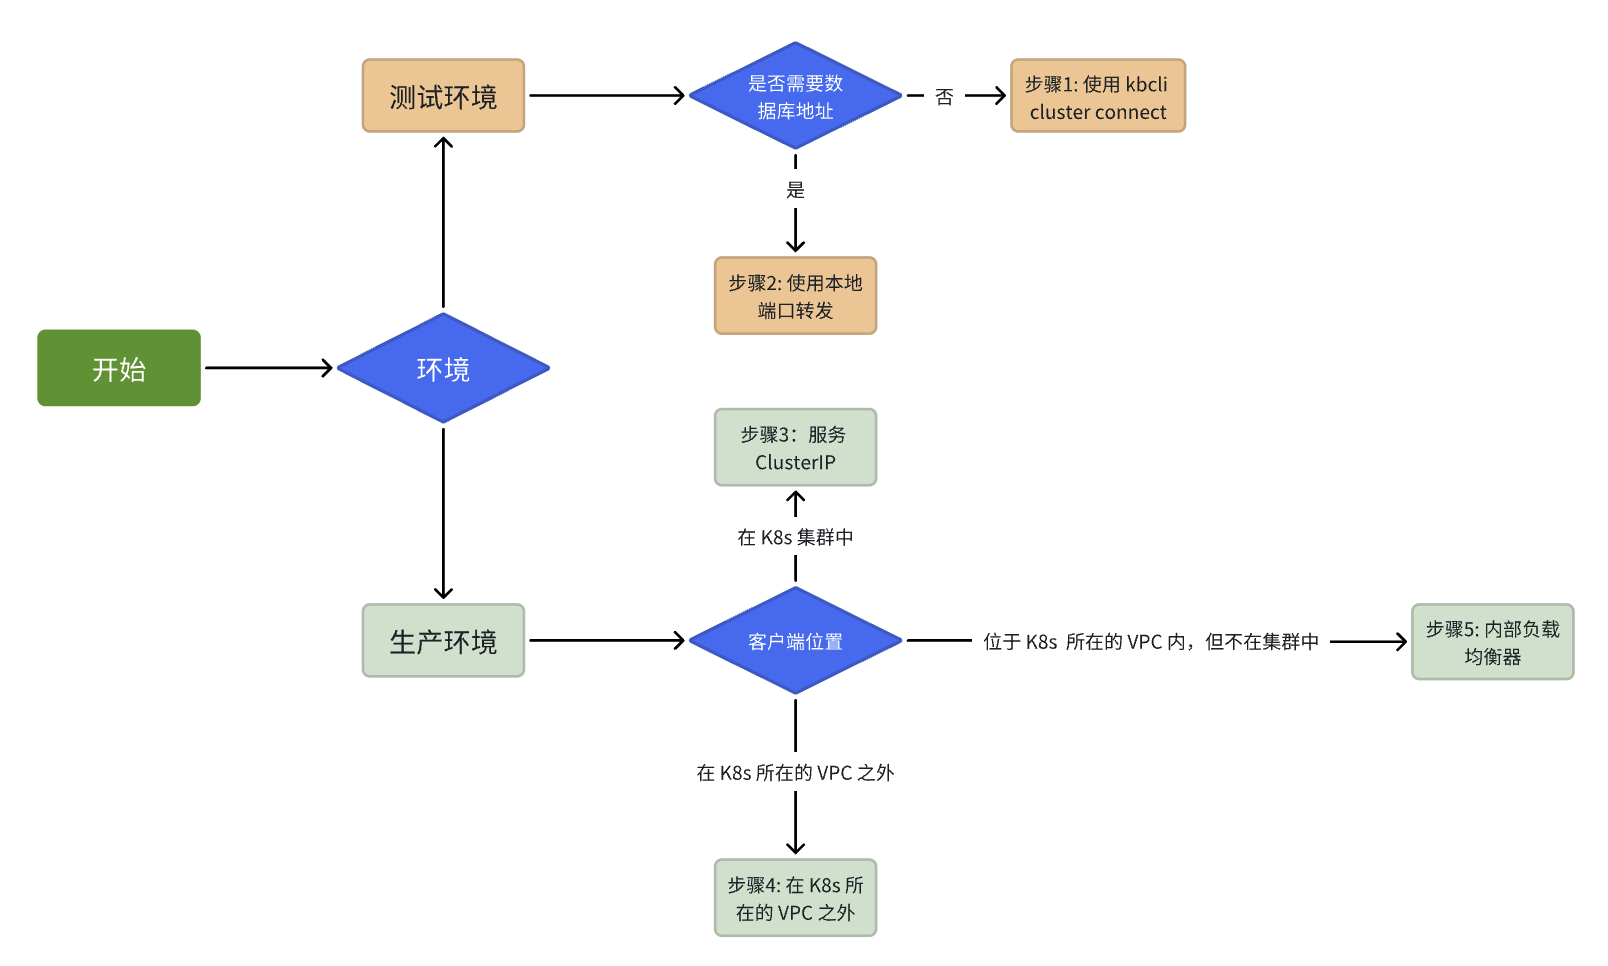 测试环境
是否需要数
据库地址
否
步骤1: 使用 kbcli
cluster connect
是
步骤2: 使用本地
端口转发
开始
环境
步骤3：服务
ClusterIP
在 K8s 集群中
生产环境
客户端位置
位于 K8s 所在的 VPC 内，但不在集群中
步骤5: 内部负载
均衡器
在 K8s 所在的 VPC 之外
步骤4: 在 K8s 所
在的 VPC 之外